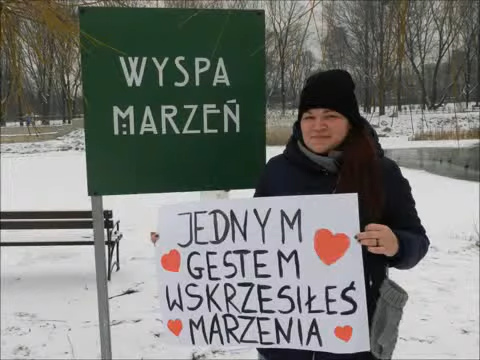 WYSPA
MARZEŃ
JEDNYM
GESTEM
WSKRZESIŁEŚ
MARZENIA